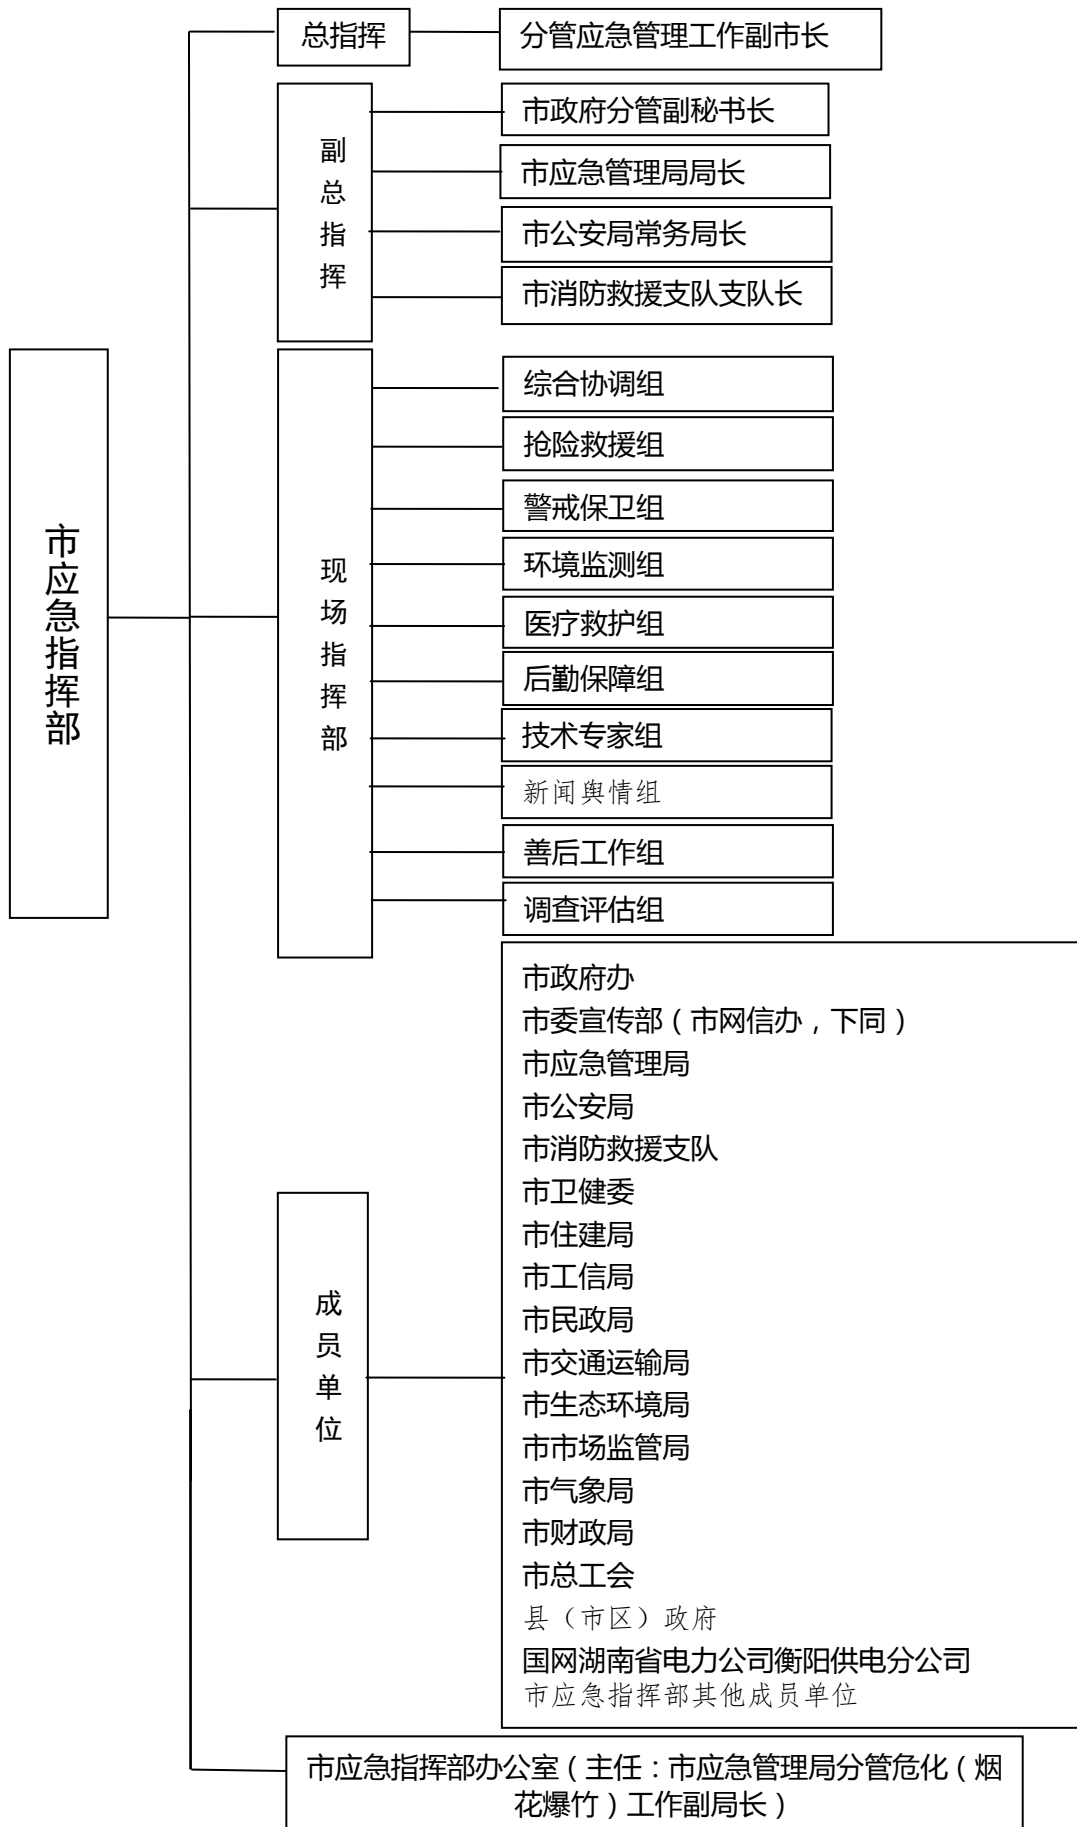 总指挥
分管应急管理工作副市长
副总指挥
市政府分管副秘书长
市应急管理局局长
市公安局常务局长
市消防救援支队支队长
市应急指挥部
现场指挥部
综合协调组
抢险救援组
警戒保卫组
环境监测组
医疗救护组
后勤保障组
技术专家组
新闻舆情组
善后工作组
调查评估组
成员单位
市政府办
市委宣传部（市网信办，下同）
市应急管理局
市公安局
市消防救援支队
市卫健委
市住建局
市工信局
市民政局
市交通运输局
市生态环境局
市市场监管局
市气象局
市财政局
市总工会
县（市区）政府
国网湖南省电力公司衡阳供电分公司
市应急指挥部其他成员单位
市应急指挥部办公室（主任：市应急管理局分管危化（烟
花爆竹）工作副局长）